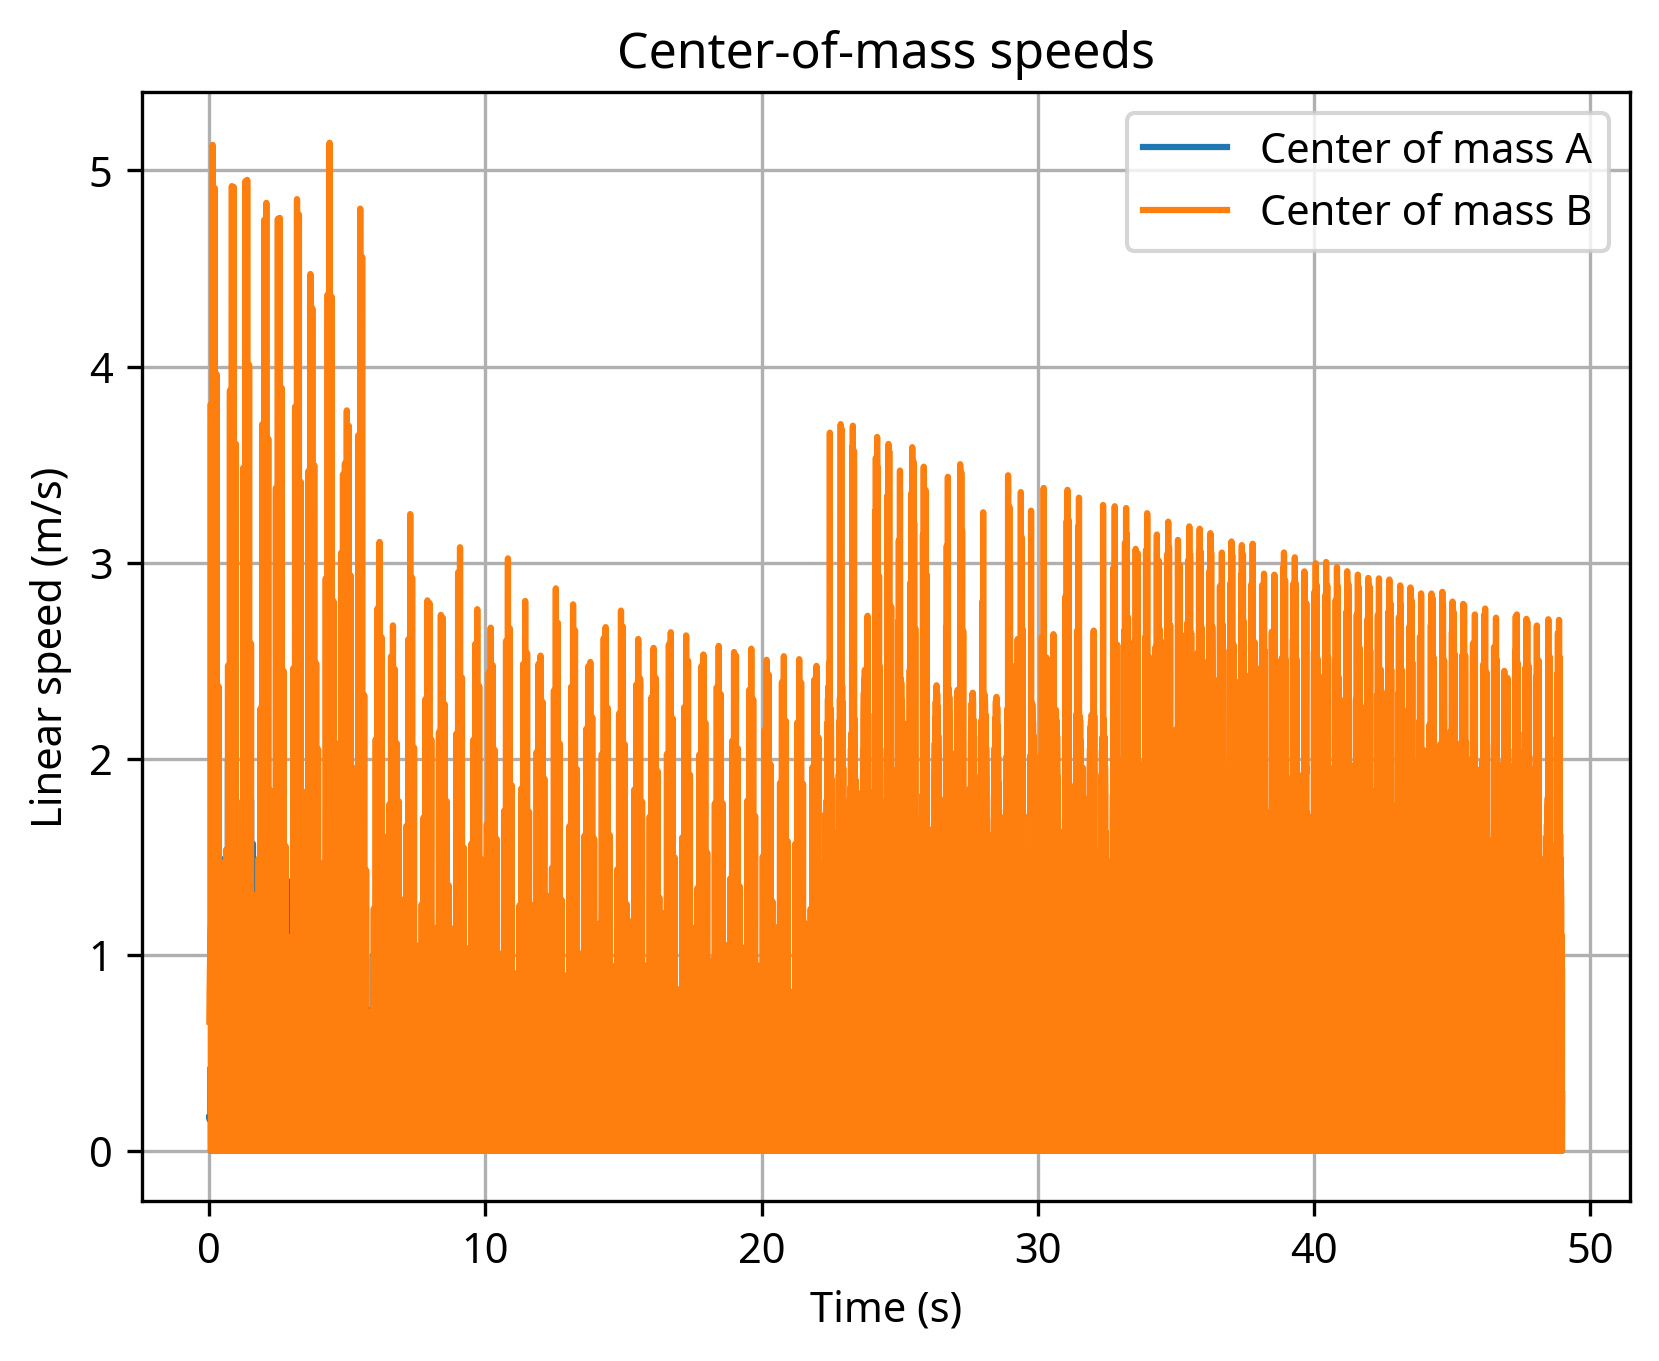 Center-of-mass speeds
Center of mass A
Center of mass B
Linear speed (m/s)
5
4
3
2
1
0
0 10 20 30 40 50
Time (s)